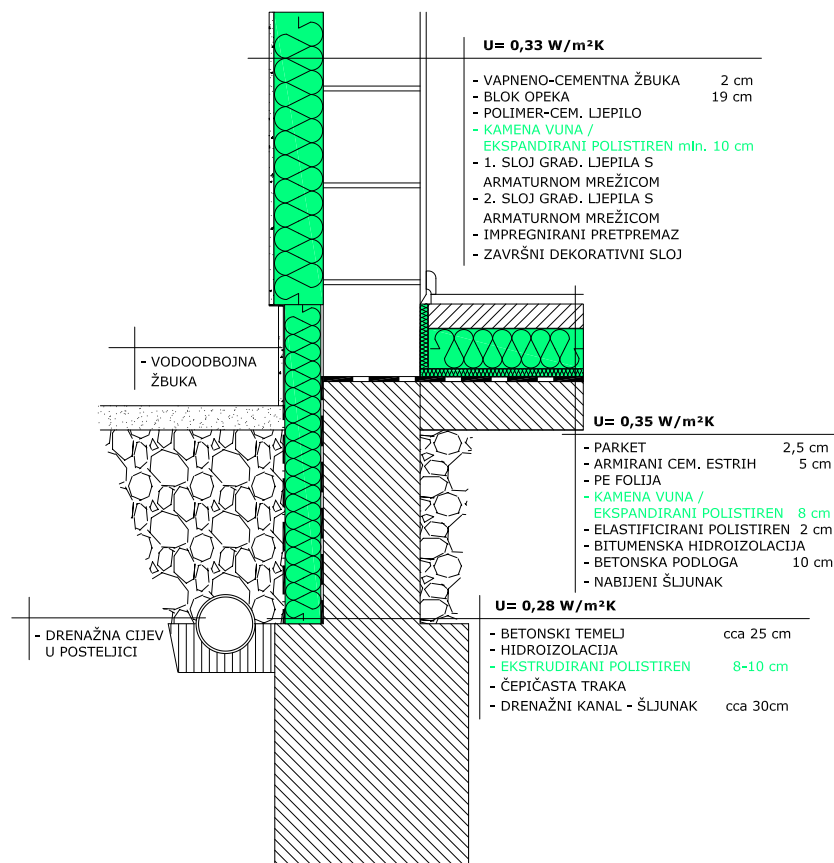 U= 0,33 W/m²K
- VAPNENO-CEMENTNA ŽBUKA 2 cm
- BLOK OPEKA 19 cm
- POLIMER-CEM. LJEPILO
- KAMENA VUNA /
EKSPANDIRANI POLISTIREN mIn. 10 cm
- 1. SLOJ GRAĐ. LJEPILA S
ARMATURNOM MREŽICOM
- 2. SLOJ GRAĐ. LJEPILA S
ARMATURNOM MREŽICOM
- IMPREGNIRANI PRETPREMAZ
- ZAVRŠNI DEKORATIVNI SLOJ
- VODOODBOJNA
ŽBUKA
U= 0,35 W/m²K
- PARKET 2,5 cm
- ARMIRANI CEM. ESTRIH 5 cm
- PE FOLIJA
- KAMENA VUNA /
EKSPANDIRANI POLISTIREN 8 cm
- ELASTIFICIRANI POLISTIREN 2 cm
- BITUMENSKA HIDROIZOLACIJA
- BETONSKA PODLOGA 10 cm
- NABIJENI ŠLJUNAK
U= 0,28 W/m²K
- BETONSKI TEMELJ cca 25 cm
- HIDROIZOLACIJA
- EKSTRUDIRANI POLISTIREN 8-10 cm
- ČEPIČASTA TRAKA
- DRENAŽNI KANAL - ŠLJUNAK cca 30cm
- DRENAŽNA CIJEV
U POSTELJICI